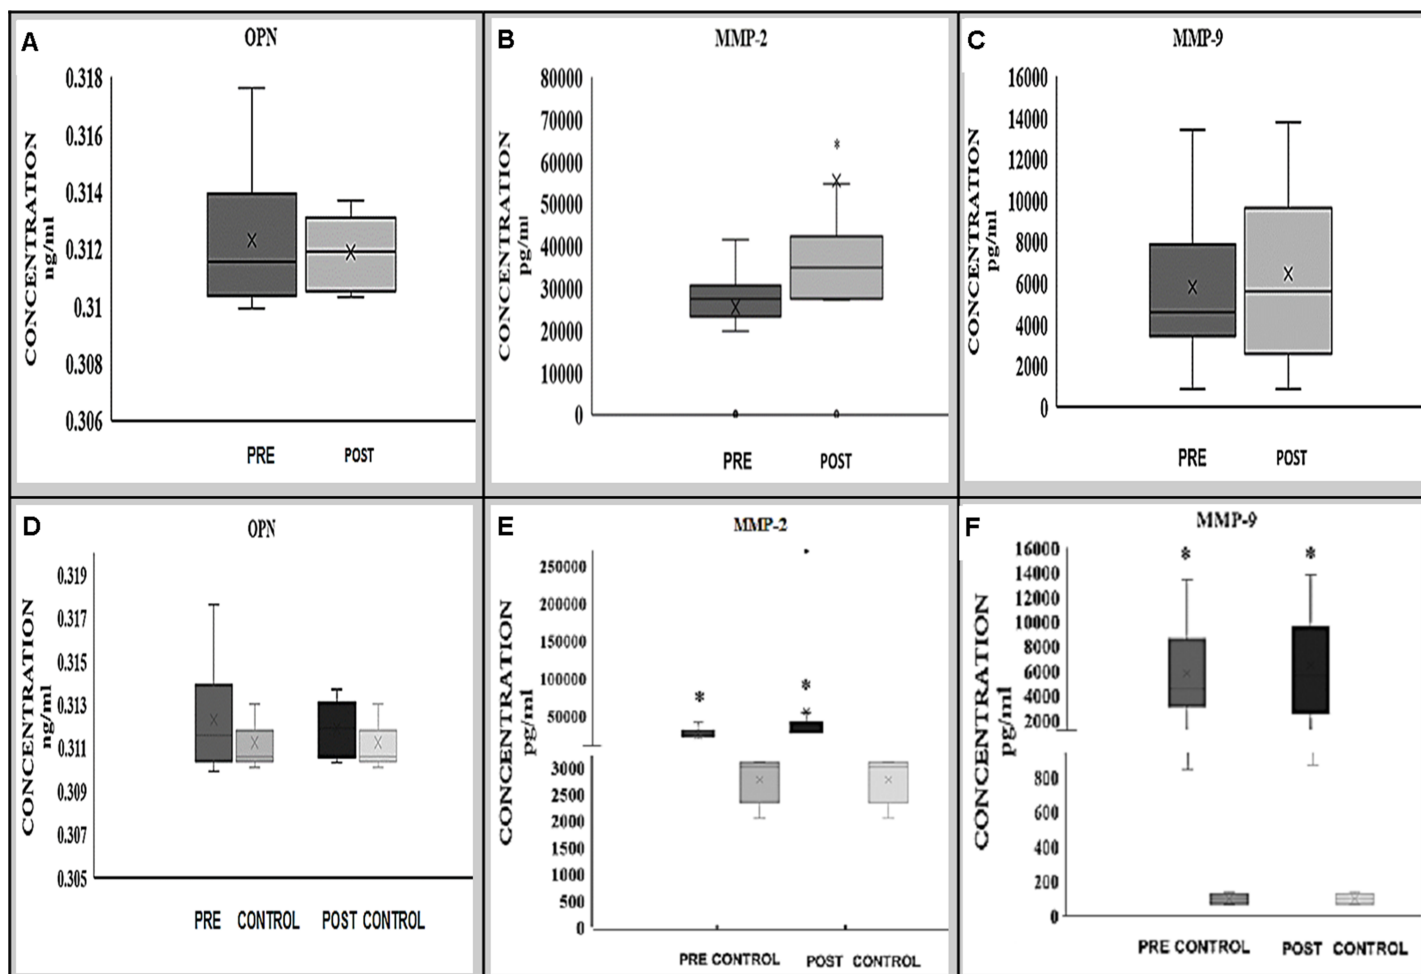 A
OPN
CONCENTRATION
ng/ml
0.318
0.316
0.314
0.312
0.31
0.308
0.306
PRE
POST
B
MMP-2
CONCENTRATION
pg/ml
80000
70000
60000
50000
40000
30000
20000
10000
0
*
PRE
POST
C
MMP-9
CONCENTRATION
pg/ml
16000
14000
12000
10000
8000
6000
4000
2000
0
PRE
POST
D
OPN
CONCENTRATION
ng/ml
0.319
0.317
0.315
0.313
0.311
0.309
0.307
0.305
PRE CONTROL
POST CONTROL
E
MMP-2
CONCENTRATION
pg/ml
250000
200000
150000
100000
50000
3000
2500
2000
1500
1000
500
0
* *
PRE CONTROL
POST CONTROL
F
MMP-9
CONCENTRATION
pg/ml
16000
14000
12000
10000
8000
6000
4000
2000
800
600
400
200
0
* *
PRE CONTROL
POST CONTROL